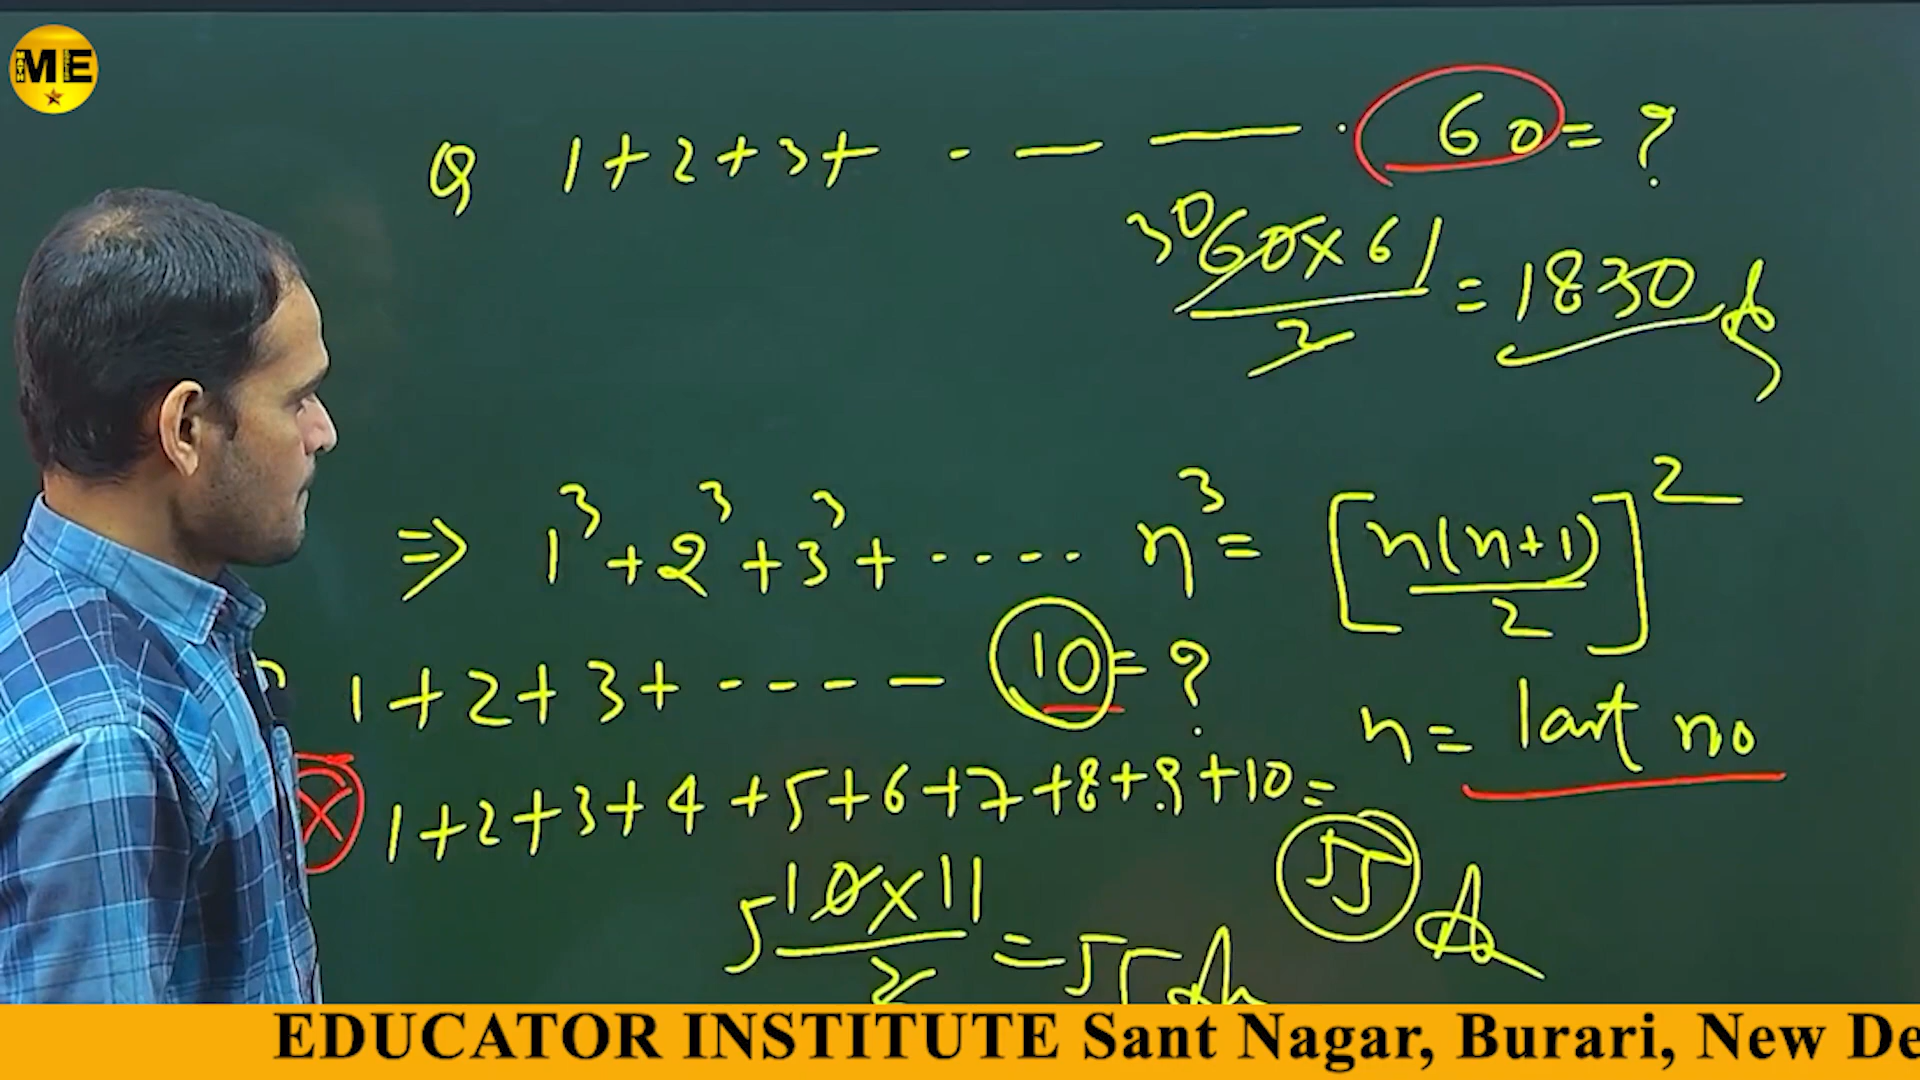 MATH ME
Q 1+2+3+ . — — . 60 = ?
30 60×61/2 = 1830 A
⇒ 1³+2³+3³+ ..... n³ = [n(n+1)/2]²
1+2+3+ ---- — 10 = ?
n = last no
1+2+3+4+5+6+7+8+9+10 =
55 A
5 10×11/2 = 55 A
EDUCATOR INSTITUTE Sant Nagar, Burari, New De